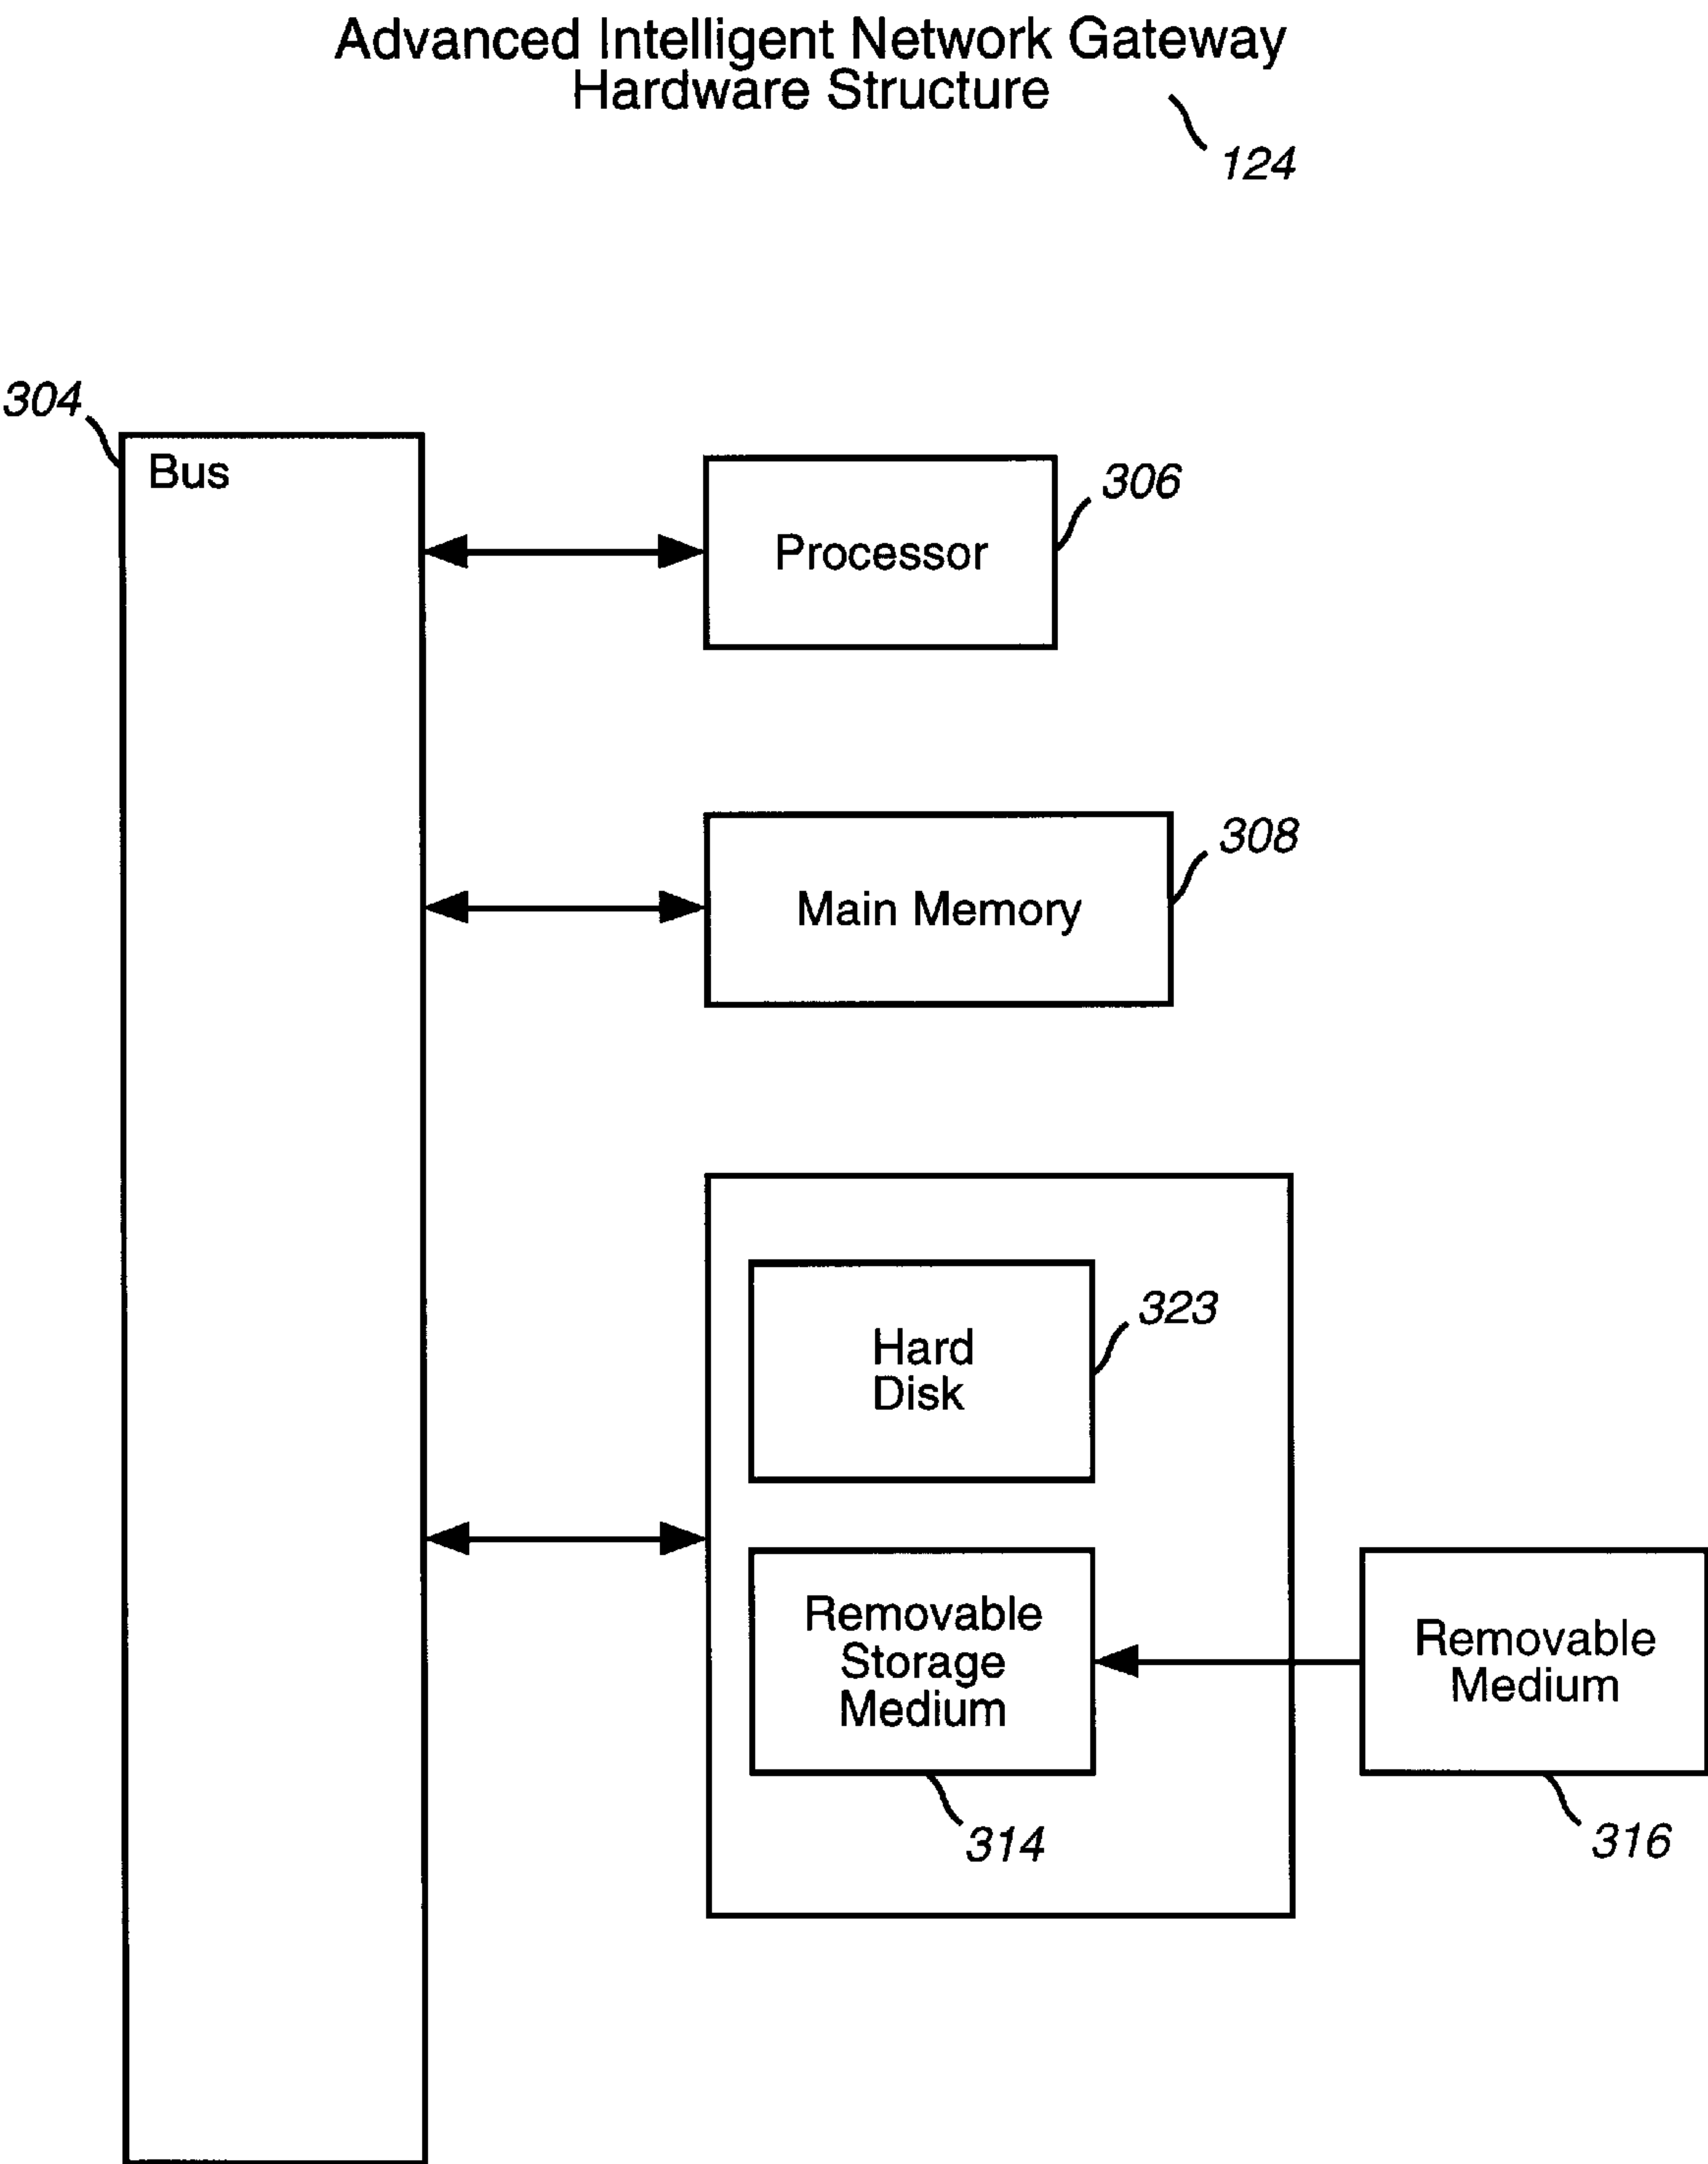 Advanced Intelligent Network Gateway
Hardware Structure
124
304
Bus
306
Processor
308
Main Memory
323
Hard
Disk
Removable
Storage
Medium
314
Removable
Medium
316